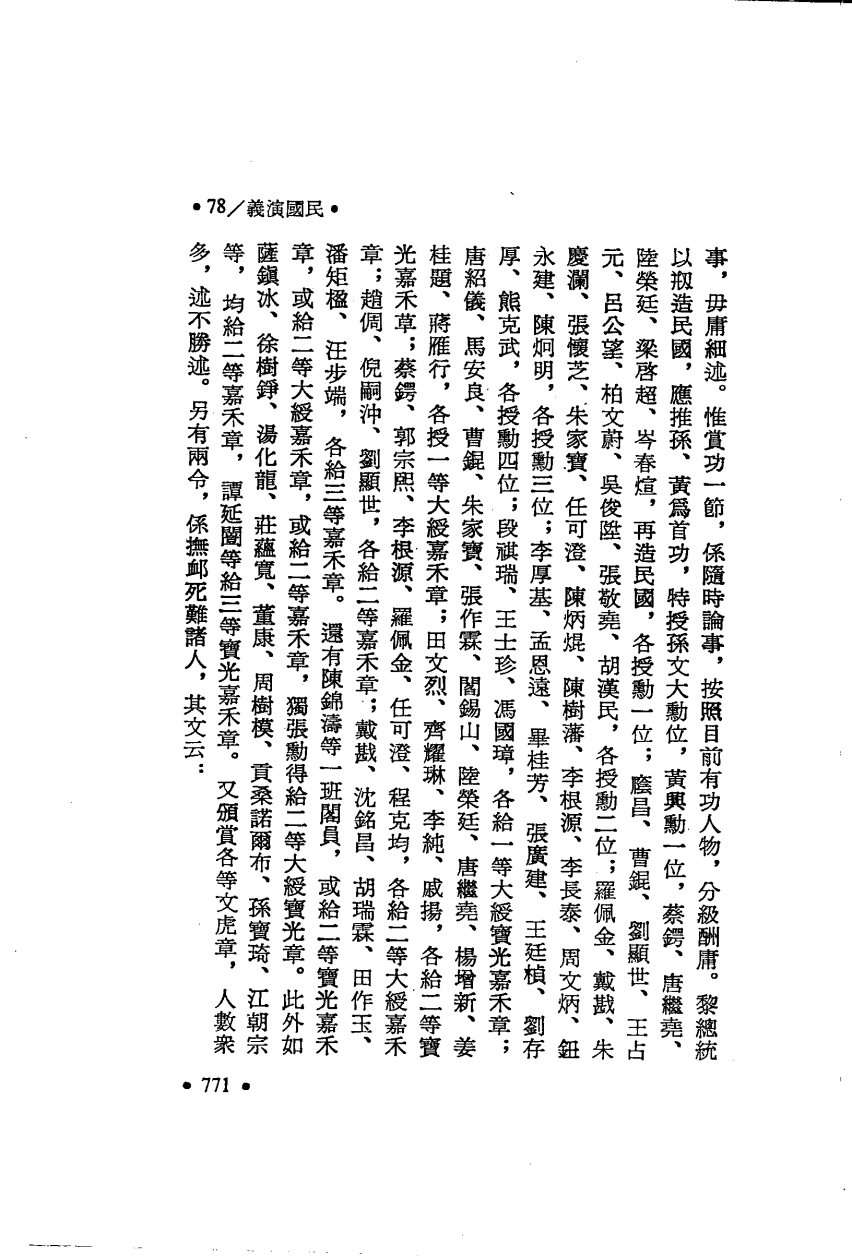 •78／義演國民•
事，毋庸細述。惟賞功一節，係隨時論事，按照目前有功人物，分級酬庸。黎總統
以剏造民國，應推孫、黃爲首功，特授孫文大勳位，黃興勳一位，蔡鍔、唐繼堯、
陸榮廷、梁啓超、岑春煊，再造民國，各授勳一位；廕昌、曹錕、劉顯世、王占
元、呂公望、柏文蔚、吳俊陞、張敬堯、胡漢民，各授勳二位；羅佩金、戴戡、朱
慶瀾、張懷芝、朱家寶、任可澄、陳炳焜、陳樹藩、李根源、李長泰、周文炳、鈕
永建、陳炯明，各授勳三位；李厚基、孟恩遠、畢桂芳、張廣建、王廷楨、劉存
厚、熊克武，各授勳四位；段祺瑞、王士珍、馮國璋，各給一等大綬寶光嘉禾章；
唐紹儀、馬安良、曹錕、朱家寶、張作霖、閻錫山、陸榮廷、唐繼堯、楊增新、姜
桂題、蔣雁行，各授一等大綬嘉禾章；田文烈、齊耀琳、李純、戚揚，各給二等寶
光嘉禾草；蔡鍔、郭宗熙、李根源、羅佩金、任可澄、程克均，各給二等大綬嘉禾
章；趙倜、倪嗣沖、劉顯世，各給二等嘉禾章；戴戡、沈銘昌、胡瑞霖、田作玉、
潘矩楹、汪步端，各給三等嘉禾章。還有陳錦濤等一班閣員，或給二等寶光嘉禾
章，或給二等大綬嘉禾章，或給二等嘉禾章，獨張勳得給二等大綬寶光章。此外如
薩鎭冰、徐樹錚、湯化龍、莊蘊寬、董康、周樹模、貢桑諾爾布、孫寶琦、江朝宗
等，均給二等嘉禾章，譚延闓等給三等寶光嘉禾章。又頒賞各等文虎章，人數衆
多，述不勝述。另有兩令，係撫卹死難諸人，其文云：
•771•